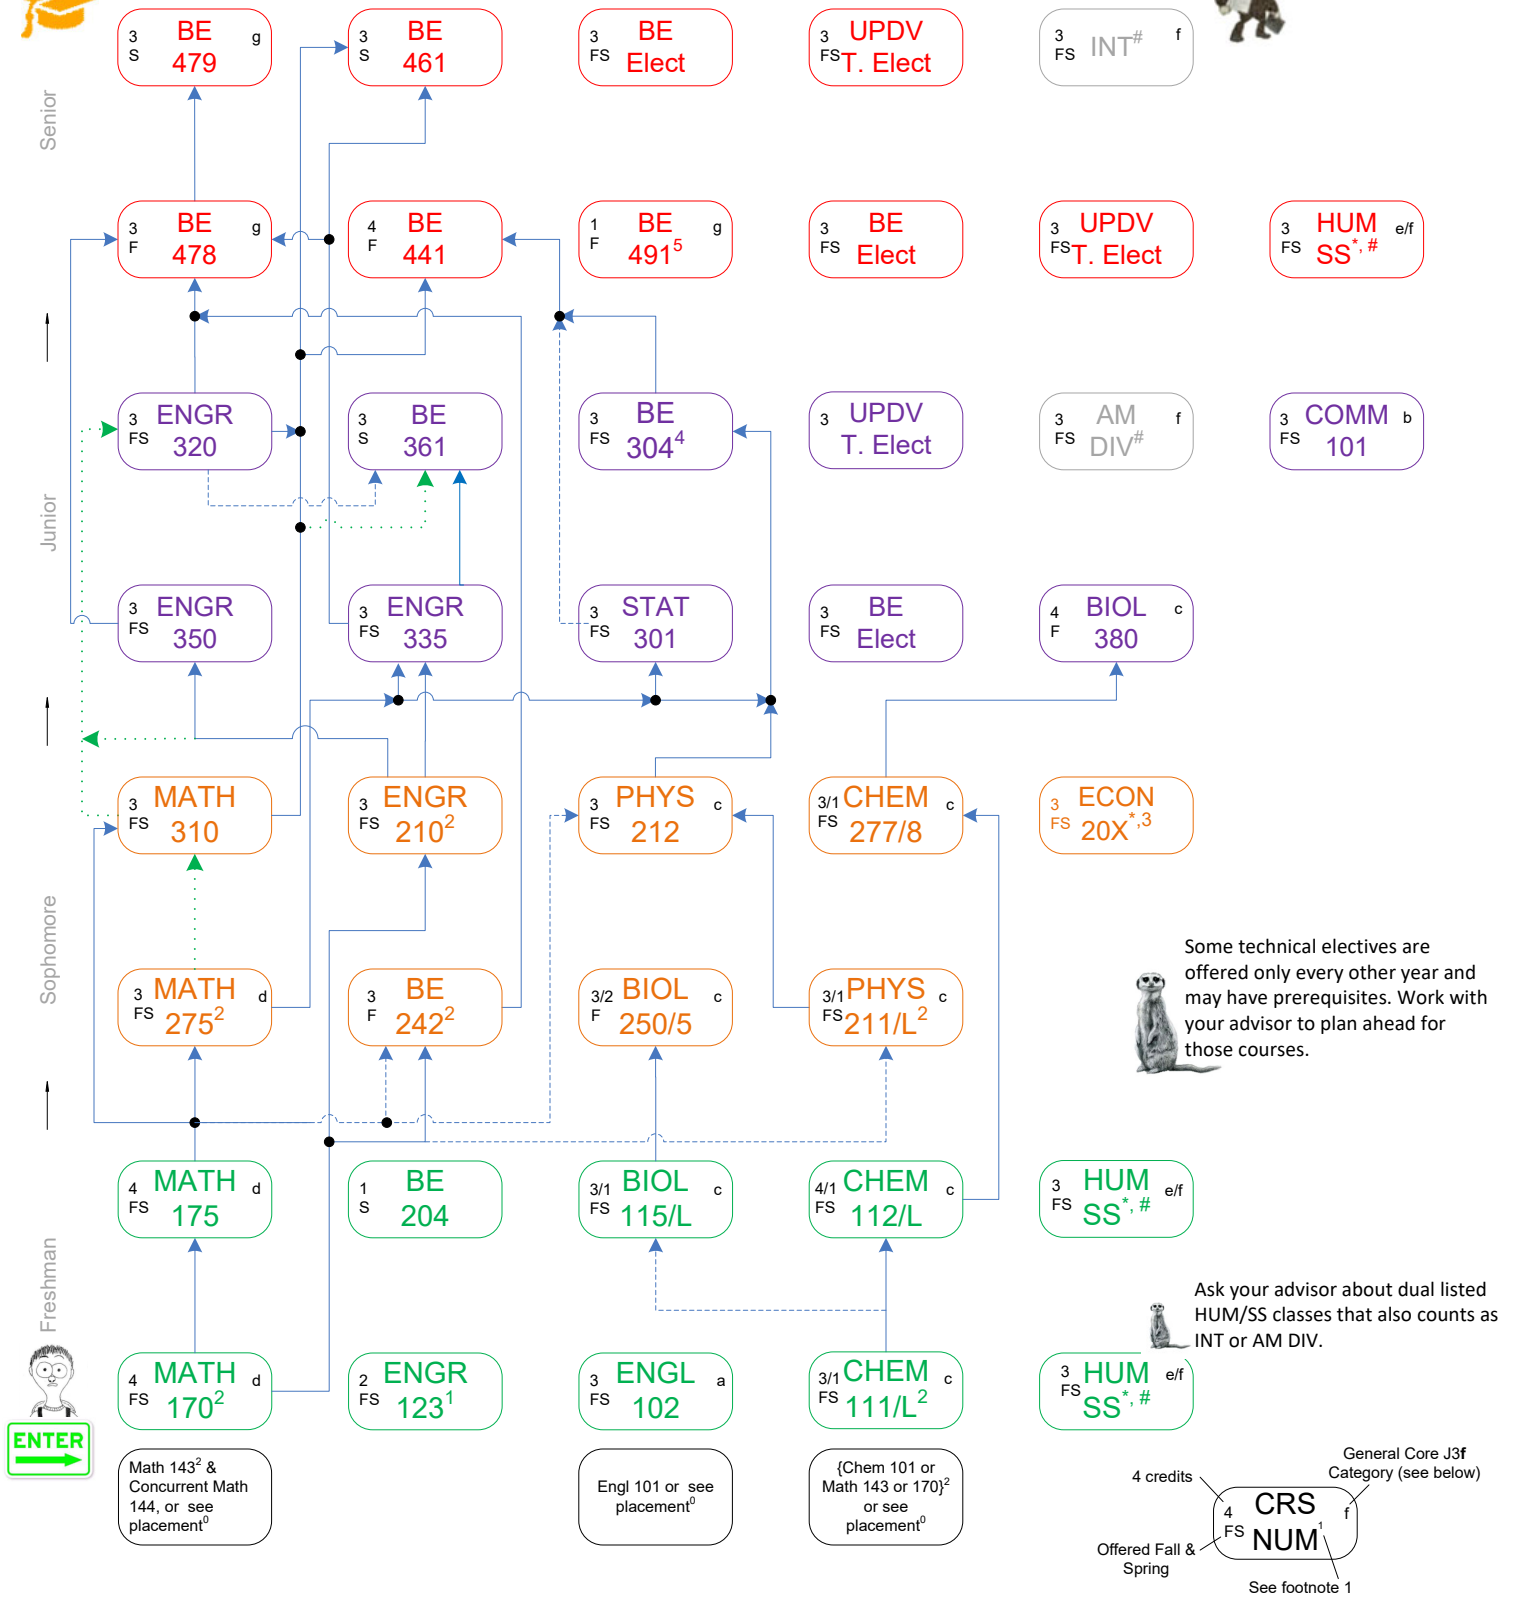 3
S
BE
479
g
3
S
BE
461
3
FS
BE
Elect
3
FS
UPDV
T. Elect
3
FS
INT#
f
Senior
3
F
BE
478
g
4
F
BE
441
1
F
BE
491⁵
g
3
FS
BE
Elect
3
FS
UPDV
T. Elect
3
FS
HUM
SS*, #
e/f
3
FS
ENGR
320
3
S
BE
361
3
FS
BE
304⁴
3
UPDV
T. Elect
3
FS
AM
DIV#
f
3
FS
COMM
101
b
Junior
3
FS
ENGR
350
3
FS
ENGR
335
3
FS
STAT
301
3
FS
BE
Elect
4
F
BIOL
380
c
3
FS
MATH
310
3
FS
ENGR
210²
3
FS
PHYS
212
c
3/1
FS
CHEM
277/8
c
3
FS
ECON
20X*,3
Sophomore
3
FS
MATH
275²
d
3
F
BE
242²
3/2
F
BIOL
250/5
c
3/1
FS
PHYS
211/L²
c
Some technical electives are
offered only every other year and
may have prerequisites. Work with
your advisor to plan ahead for
those courses.
4
FS
MATH
175
d
1
S
BE
204
3/1
FS
BIOL
115/L
c
4/1
FS
CHEM
112/L
c
3
FS
HUM
SS*, #
e/f
Freshman
Ask your advisor about dual listed
HUM/SS classes that also counts as
INT or AM DIV.
4
FS
MATH
170²
d
2
FS
ENGR
123¹
3
FS
ENGL
102
a
3/1
FS
CHEM
111/L²
c
3
FS
HUM
SS*, #
e/f
ENTER
Math 143² &
Concurrent Math
144, or see
placement⁰
Engl 101 or see
placement⁰
{Chem 101 or
Math 143 or 170}²
or see
placement⁰
General Core J3f
Category (see below)
4 credits
4
FS
CRS
NUM¹
f
Offered Fall &
Spring
See footnote 1